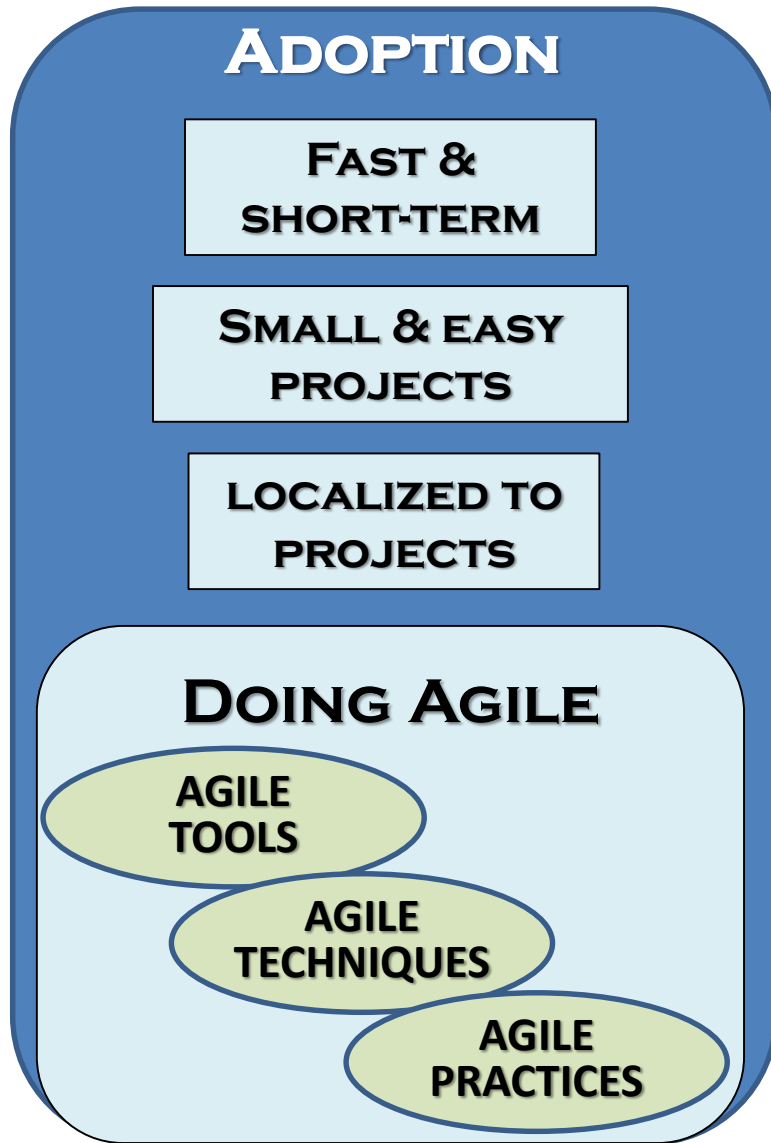 Adoption
Fast &
short-term
Small & easy
projects
localized to
projects
Doing Agile
AGILE
TOOLS
AGILE
TECHNIQUES
AGILE
PRACTICES